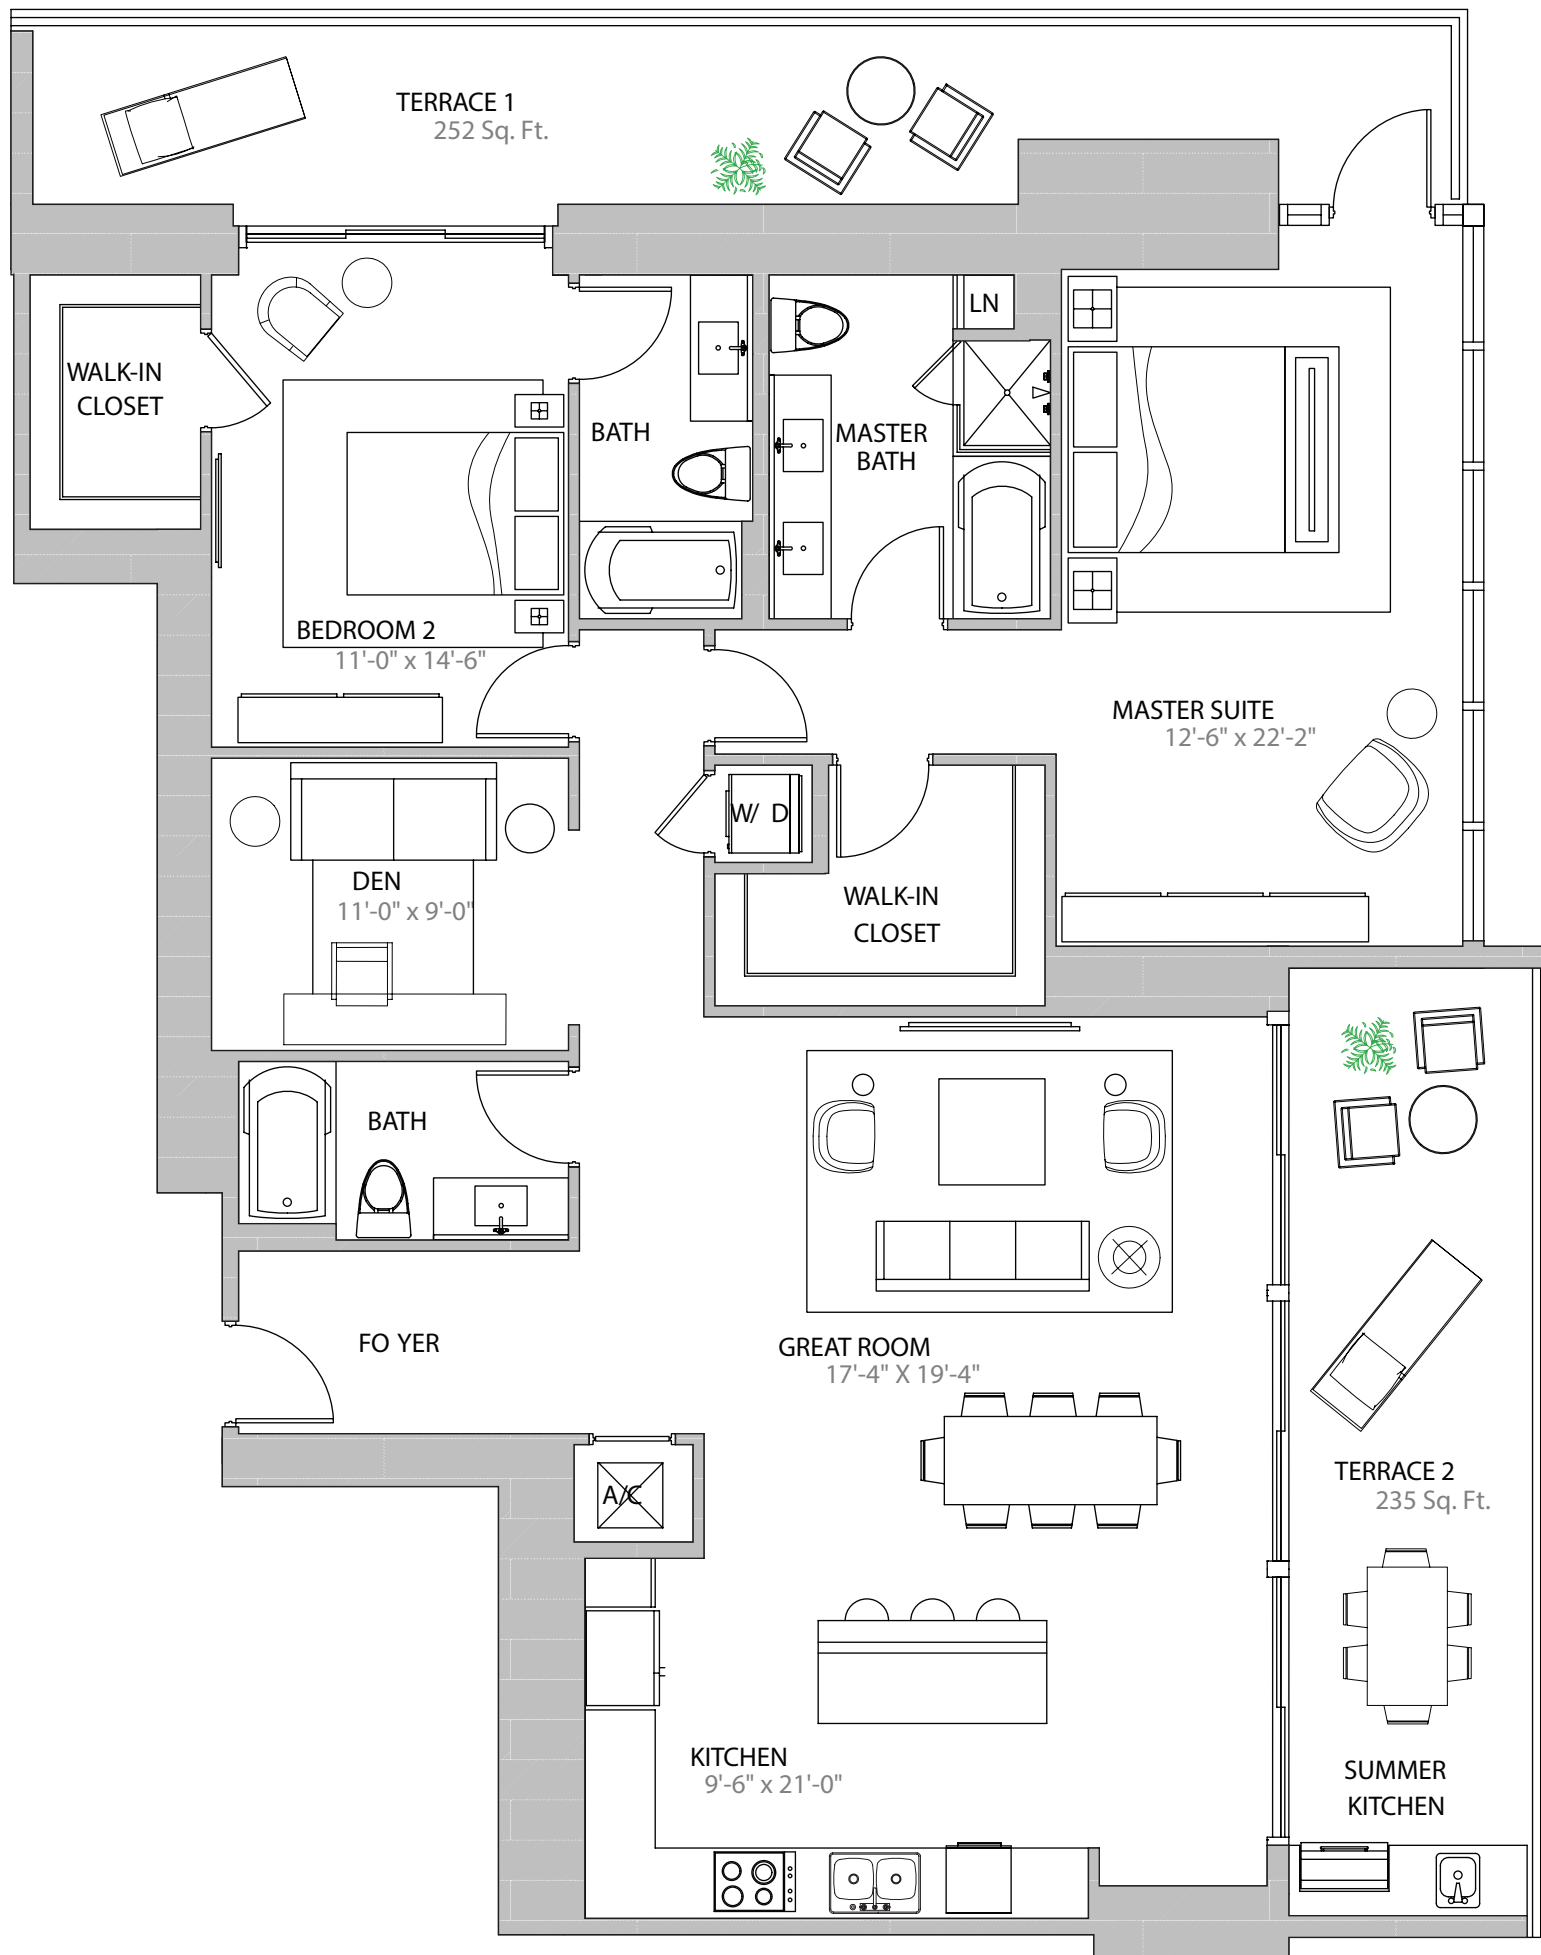 TERRACE 1
252 Sq. Ft.
LN
WALK-IN
CLOSET
BATH
MASTER
BATH
BEDROOM 2
11'-0" x 14'-6"
MASTER SUITE
12'-6" x 22'-2"
W/ D
DEN
11'-0" x 9'-0"
WALK-IN
CLOSET
BATH
FO YER
GREAT ROOM
17'-4" X 19'-4"
TERRACE 2
235 Sq. Ft.
A/C
KITCHEN
9'-6" x 21'-0"
SUMMER
KITCHEN